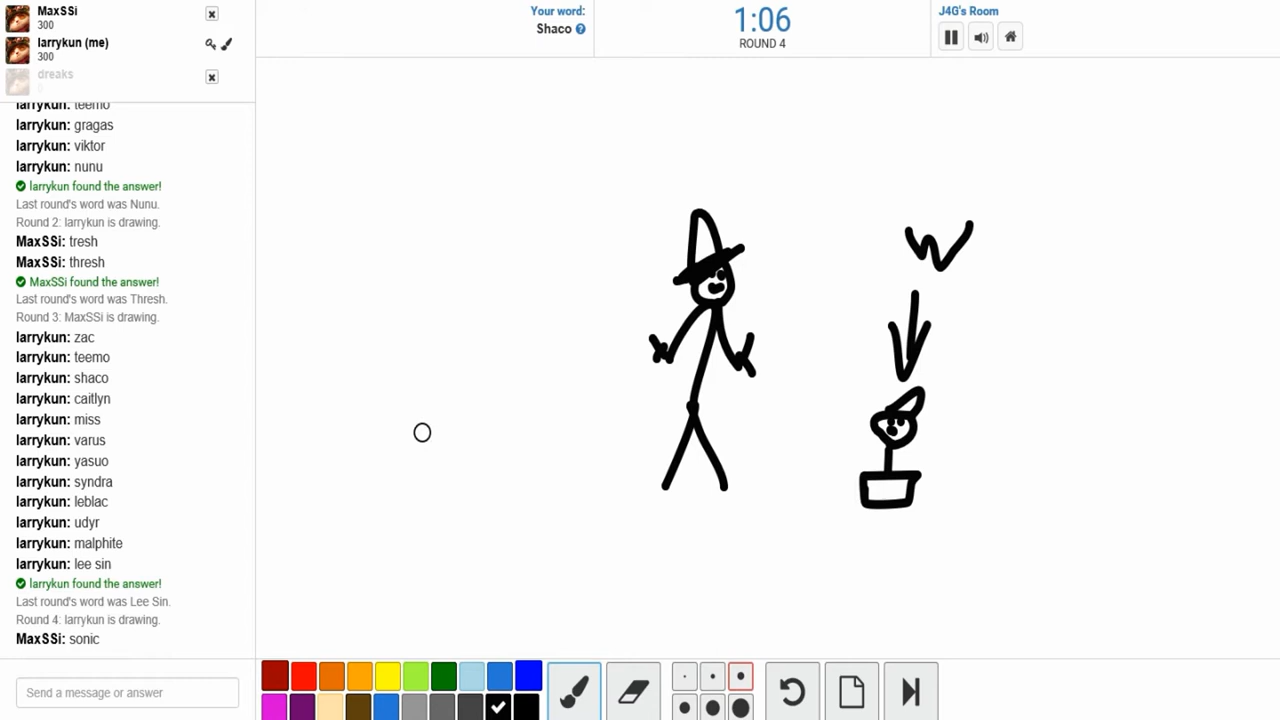 MaxSSi
300
larrykun (me)
300
dreaks
Your word:
Shaco
1:06
ROUND 4
J4G's Room
larrykun: teemo
larrykun: gragas
larrykun: viktor
larrykun: nunu
larrykun found the answer!
Last round's word was Nunu.
Round 2: larrykun is drawing.
MaxSSi: tresh
MaxSSi: thresh
MaxSSi found the answer!
Last round's word was Thresh.
Round 3: MaxSSi is drawing.
larrykun: zac
larrykun: teemo
larrykun: shaco
larrykun: caitlyn
larrykun: miss
larrykun: varus
larrykun: yasuo
larrykun: syndra
larrykun: leblac
larrykun: udyr
larrykun: malphite
larrykun: lee sin
larrykun found the answer!
Last round's word was Lee Sin.
Round 4: larrykun is drawing.
MaxSSi: sonic
Send a message or answer
W